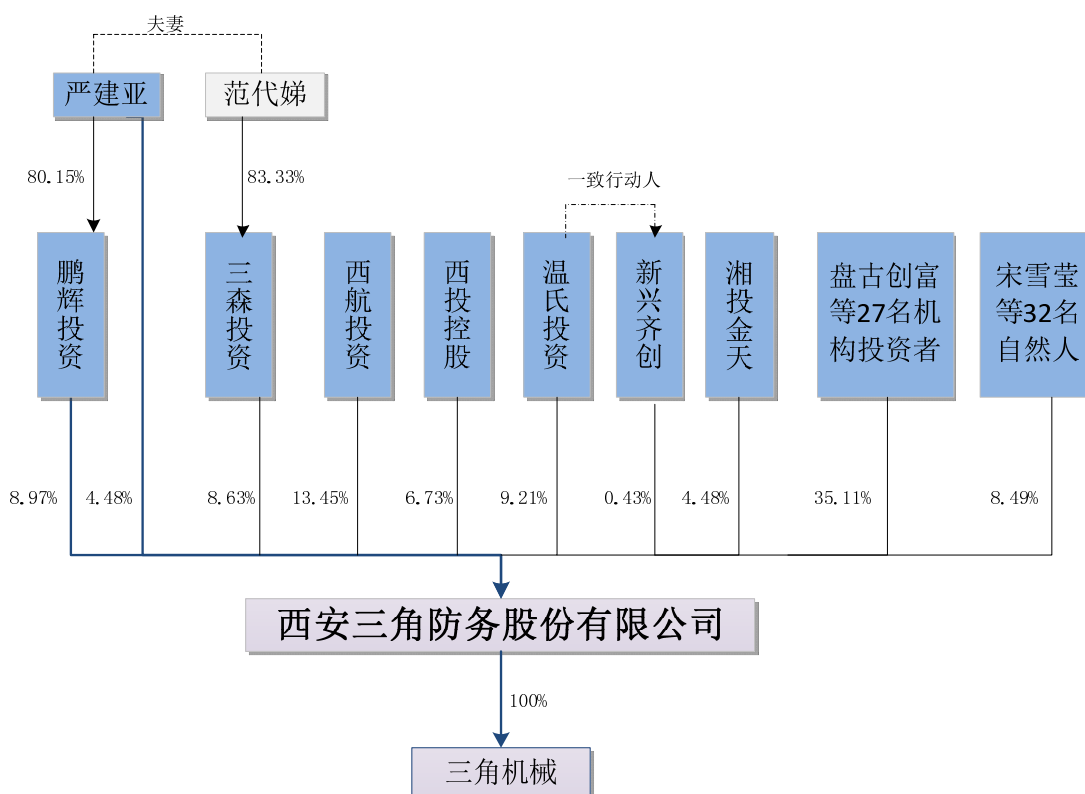 夫妻
严建亚
范代娣
80.15%
83.33%
一致行动人
鹏辉投资
三森投资
西航投资
西投控股
温氏投资
新兴齐创
湘投金天
盘古创富
等27名机
构投资者
宋雪莹
等32名
自然人
8.97%
4.48%
8.63%
13.45%
6.73%
9.21%
0.43%
4.48%
35.11%
8.49%
西安三角防务股份有限公司
100%
三角机械